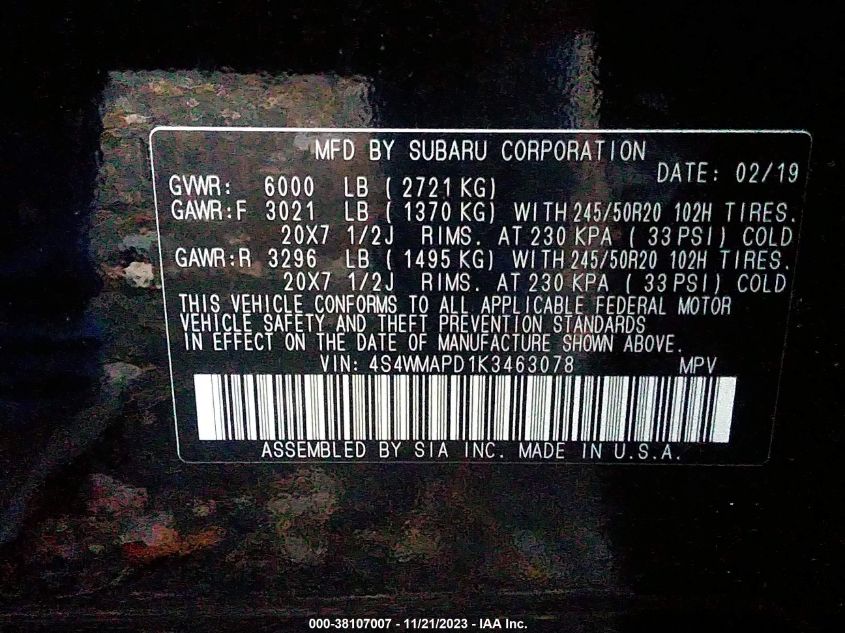 MFD BY SUBARU CORPORATION
DATE: 02/19
GVWR: 6000 LB ( 2721 KG)
GAWR:F 3021 LB ( 1370 KG) WITH 245/50R20 102H TIRES.
20X7 1/2J RIMS. AT 230 KPA ( 33 PSI) COLD
GAWR:R 3296 LB ( 1495 KG) WITH 245/50R20 102H TIRES.
20X7 1/2J RIMS. AT 230 KPA ( 33 PSI) COLD
THIS VEHICLE CONFORMS TO ALL APPLICABLE FEDERAL MOTOR
VEHICLE SAFETY AND THEFT PREVENTION STANDARDS
IN EFFECT ON THE DATE OF MANUFACTURE SHOWN ABOVE.
VIN: 4S4WMAPD1K3463078 MPV
ASSEMBLED BY SIA INC. MADE IN U.S.A.
000-38107007 - 11/21/2023 - IAA Inc.